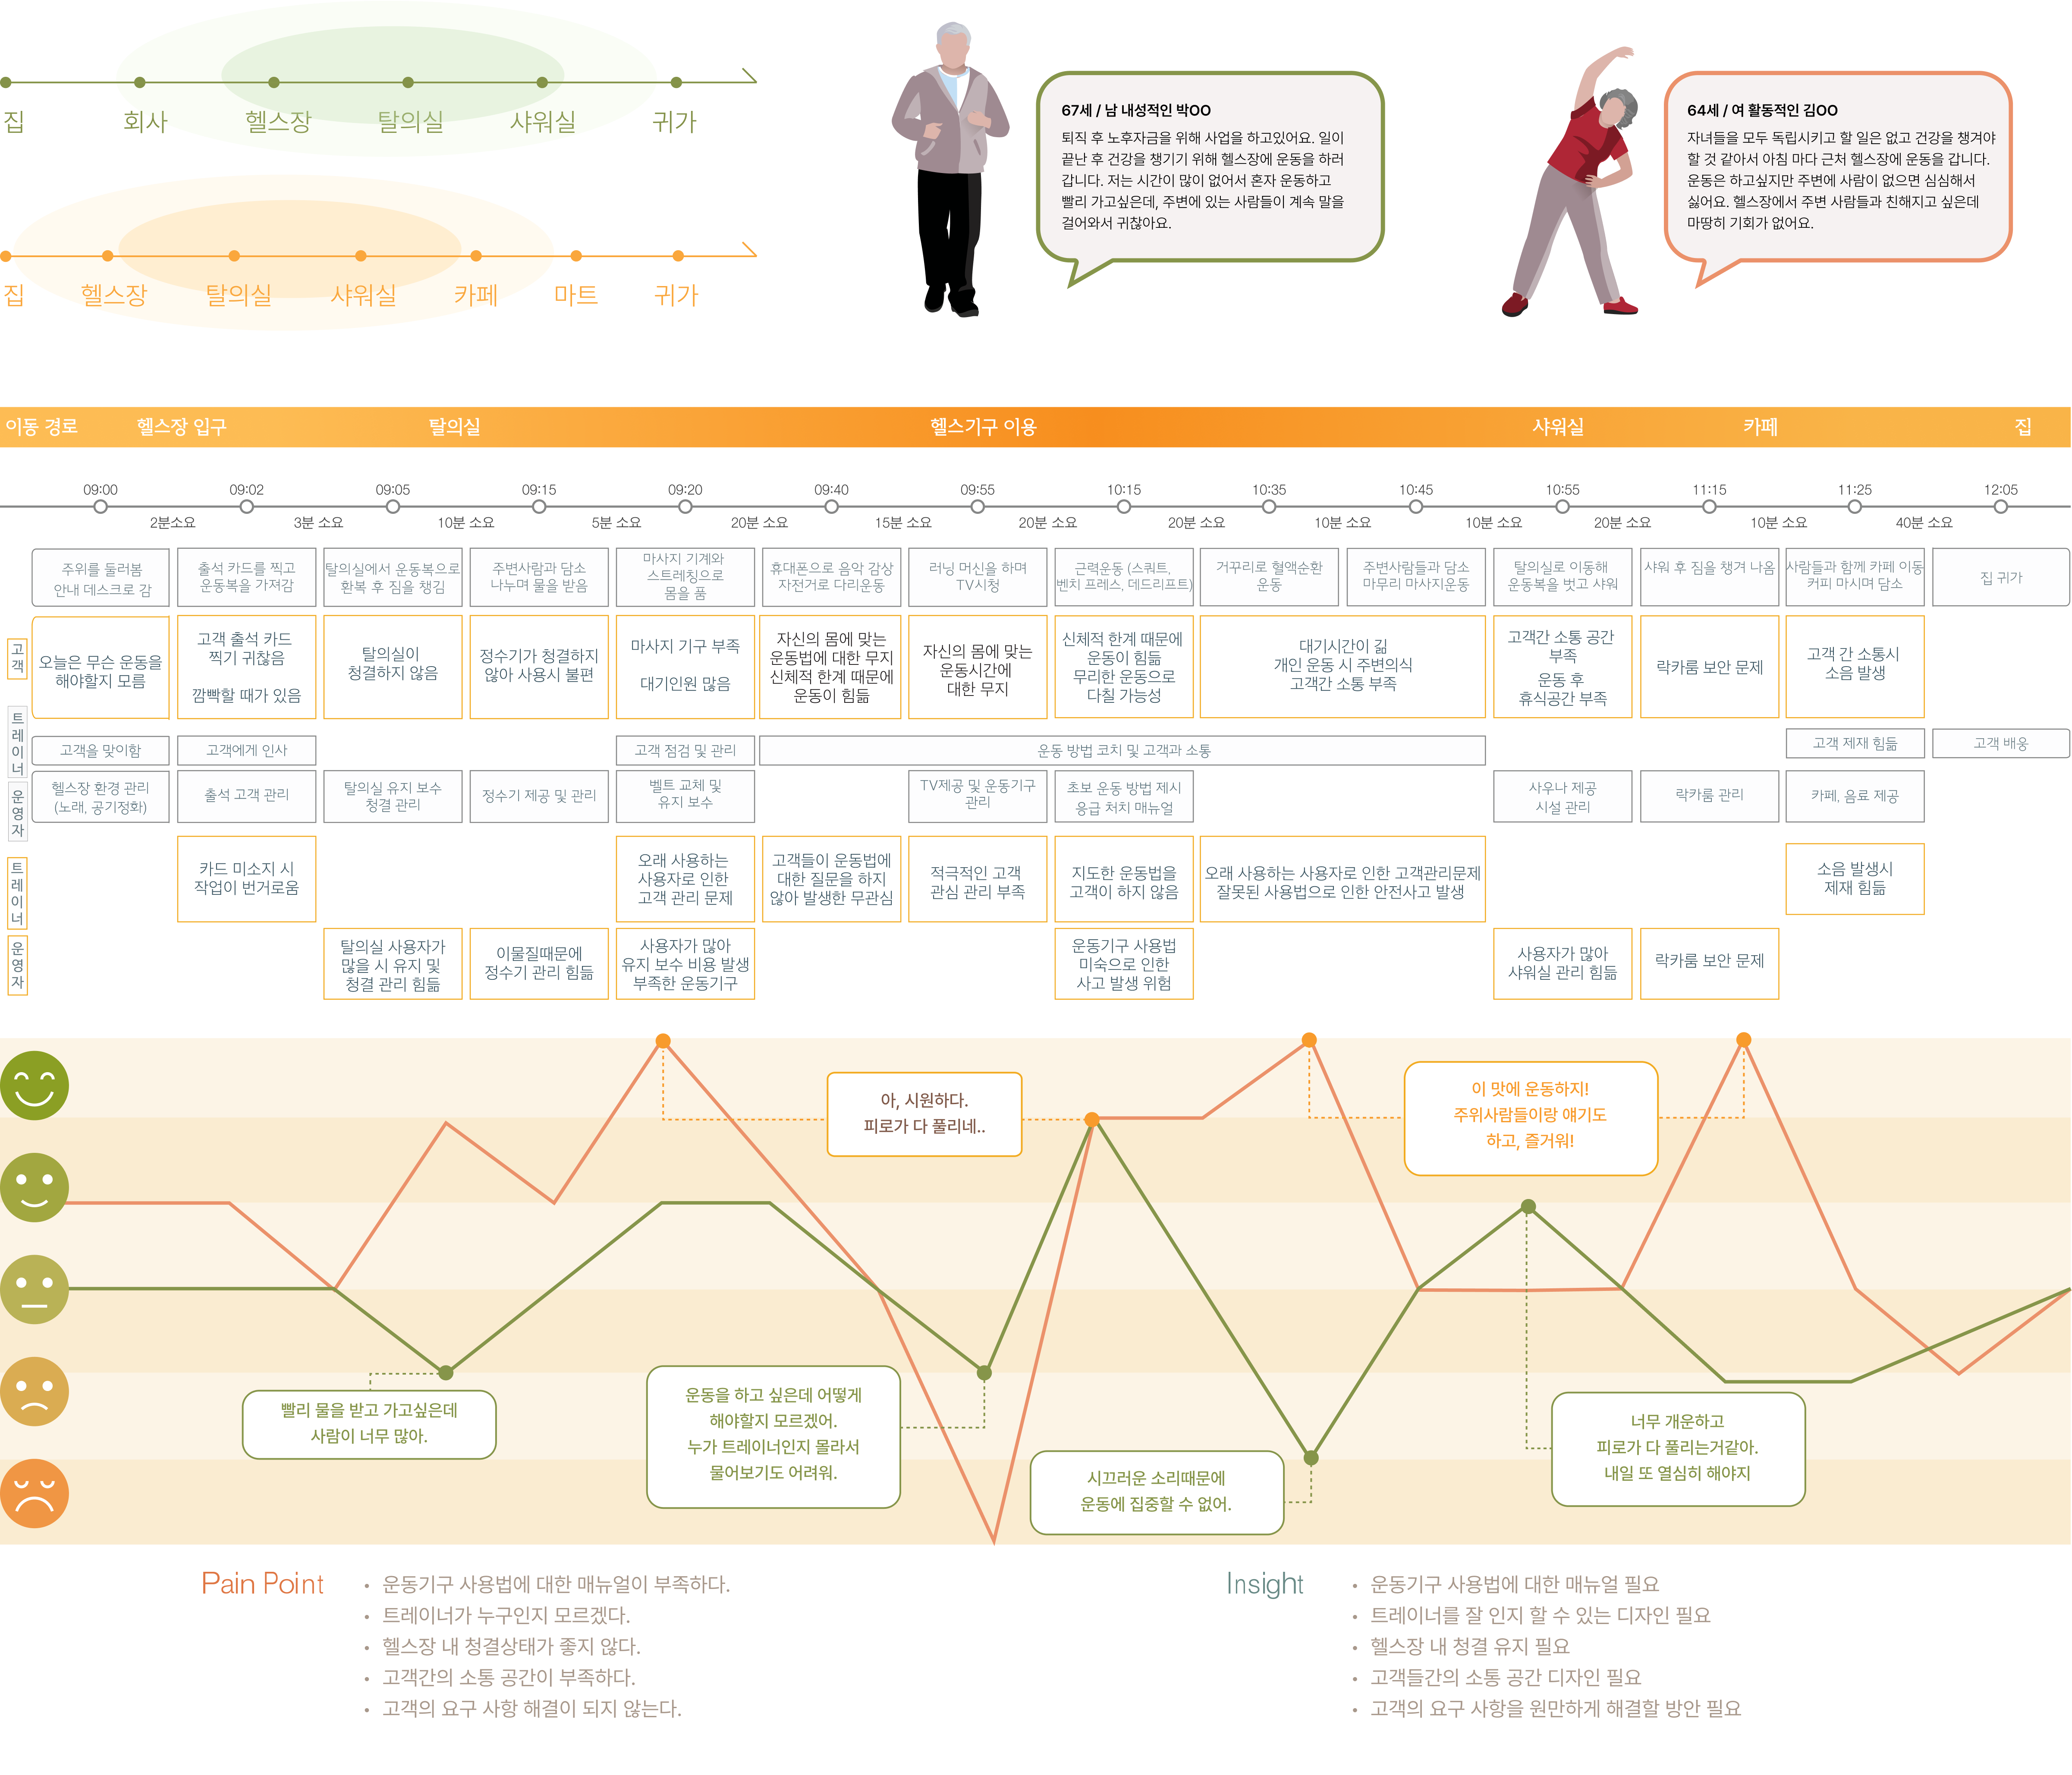 집 회사 헬스장 탈의실 샤워실 귀가
집 헬스장 탈의실 샤워실 카페 마트 귀가
67세 / 남 내성적인 박OO
퇴직 후 노후자금을 위해 사업을 하고있어요. 일이
끝난 후 건강을 챙기기 위해 헬스장에 운동을 하러
갑니다. 저는 시간이 많이 없어서 혼자 운동하고
빨리 가고싶은데, 주변에 있는 사람들이 계속 말을
걸어와서 귀찮아요.
64세 / 여 활동적인 김OO
자녀들을 모두 독립시키고 할 일은 없고 건강을 챙겨야
할 것 같아서 아침 마다 근처 헬스장에 운동을 갑니다.
운동은 하고싶지만 주변에 사람이 없으면 심심해서
싫어요. 헬스장에서 주변 사람들과 친해지고 싶은데
마땅히 기회가 없어요.
이동 경로 헬스장 입구 탈의실 헬스기구 이용 샤워실 카페 집
09:00 09:02 09:05 09:15 09:20 09:40 09:55 10:15 10:35 10:45 10:55 11:15 11:25 12:05
2분소요 3분 소요 10분 소요 5분 소요 20분 소요 15분 소요 20분 소요 20분 소요 10분 소요 10분 소요 20분 소요 10분 소요 40분 소요
주위를 둘러봄
안내 데스크로 감
출석 카드를 찍고
운동복을 가져감
탈의실에서 운동복으로
환복 후 짐을 챙김
주변사람과 담소
나누며 물을 받음
마사지 기계와
스트레칭으로
몸을 품
휴대폰으로 음악 감상
자전거로 다리운동
러닝 머신을 하며
TV시청
근력운동 (스쿼트,
벤치 프레스, 데드리프트)
거꾸리로 혈액순환
운동
주변사람들과 담소
마무리 마사지운동
탈의실로 이동해
운동복을 벗고 샤워
샤워 후 짐을 챙겨 나옴
사람들과 함께 카페 이동
커피 마시며 담소
집 귀가
고객
오늘은 무슨 운동을
해야할지 모름
고객 출석 카드
찍기 귀찮음
깜빡할 때가 있음
탈의실이
청결하지 않음
정수기가 청결하지
않아 사용시 불편
마사지 기구 부족
대기인원 많음
자신의 몸에 맞는
운동법에 대한 무지
신체적 한계 때문에
운동이 힘듦
자신의 몸에 맞는
운동시간에
대한 무지
신체적 한계 때문에
운동이 힘듦
무리한 운동으로
다칠 가능성
대기시간이 긺
개인 운동 시 주변의식
고객간 소통 부족
고객간 소통 공간
부족
운동 후
휴식공간 부족
락카룸 보안 문제
고객 간 소통시
소음 발생
트레이너
고객을 맞이함
고객에게 인사
고객 점검 및 관리
운동 방법 코치 및 고객과 소통
고객 제재 힘듦
고객 배웅
운영자
헬스장 환경 관리
(노래, 공기정화)
출석 고객 관리
탈의실 유지 보수
청결 관리
정수기 제공 및 관리
벨트 교체 및
유지 보수
TV제공 및 운동기구
관리
초보 운동 방법 제시
응급 처치 매뉴얼
사우나 제공
시설 관리
락카룸 관리
카페, 음료 제공
트레이너
카드 미소지 시
작업이 번거로움
오래 사용하는
사용자로 인한
고객 관리 문제
고객들이 운동법에
대한 질문을 하지
않아 발생한 무관심
적극적인 고객
관심 관리 부족
지도한 운동법을
고객이 하지 않음
오래 사용하는 사용자로 인한 고객관리문제
잘못된 사용법으로 인한 안전사고 발생
소음 발생시
제재 힘듦
운영자
탈의실 사용자가
많을 시 유지 및
청결 관리 힘듦
이물질때문에
정수기 관리 힘듦
사용자가 많아
유지 보수 비용 발생
부족한 운동기구
운동기구 사용법
미숙으로 인한
사고 발생 위험
사용자가 많아
샤워실 관리 힘듦
락카룸 보안 문제
아, 시원하다.
피로가 다 풀리네..
이 맛에 운동하지!
주위사람들이랑 얘기도
하고, 즐거워!
빨리 물을 받고 가고싶은데
사람이 너무 많아.
운동을 하고 싶은데 어떻게
해야할지 모르겠어.
누가 트레이너인지 몰라서
물어보기도 어려워.
시끄러운 소리때문에
운동에 집중할 수 없어.
너무 개운하고
피로가 다 풀리는거같아.
내일 또 열심히 해야지
Pain Point
• 운동기구 사용법에 대한 매뉴얼이 부족하다.
• 트레이너가 누구인지 모르겠다.
• 헬스장 내 청결상태가 좋지 않다.
• 고객간의 소통 공간이 부족하다.
• 고객의 요구 사항 해결이 되지 않는다.
Insight
• 운동기구 사용법에 대한 매뉴얼 필요
• 트레이너를 잘 인지 할 수 있는 디자인 필요
• 헬스장 내 청결 유지 필요
• 고객들간의 소통 공간 디자인 필요
• 고객의 요구 사항을 원만하게 해결할 방안 필요